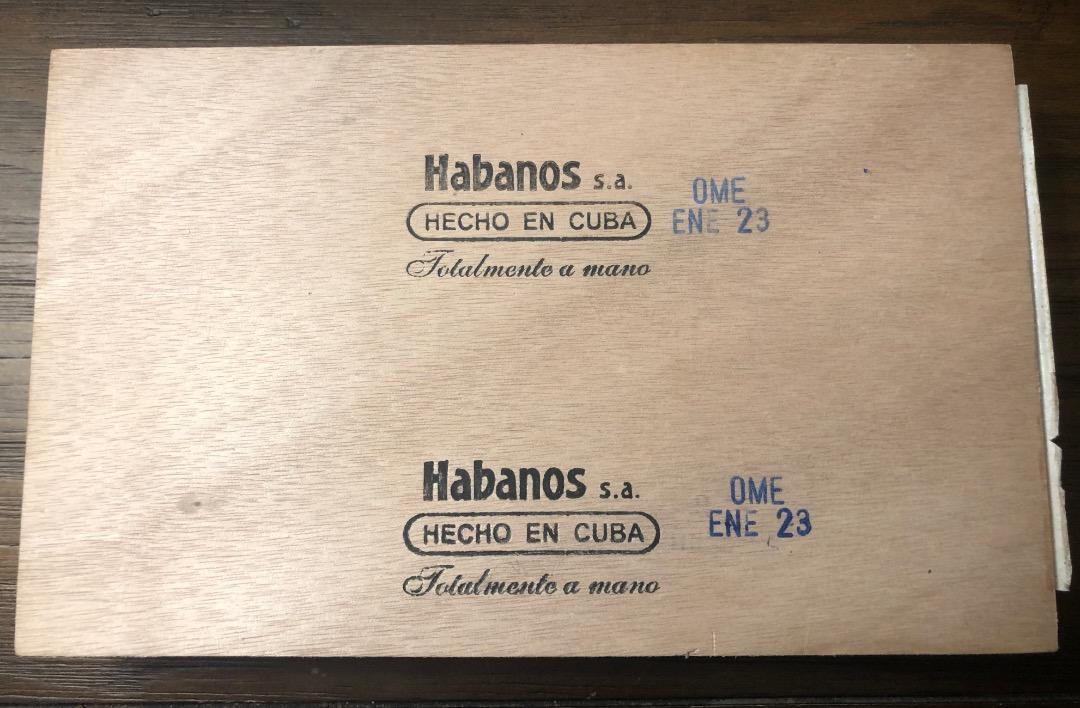 Habanos s.a.
HECHO EN CUBA
Totalmente a mano
OME
ENE 23
Habanos s.a.
HECHO EN CUBA
Totalmente a mano
OME
ENE 23